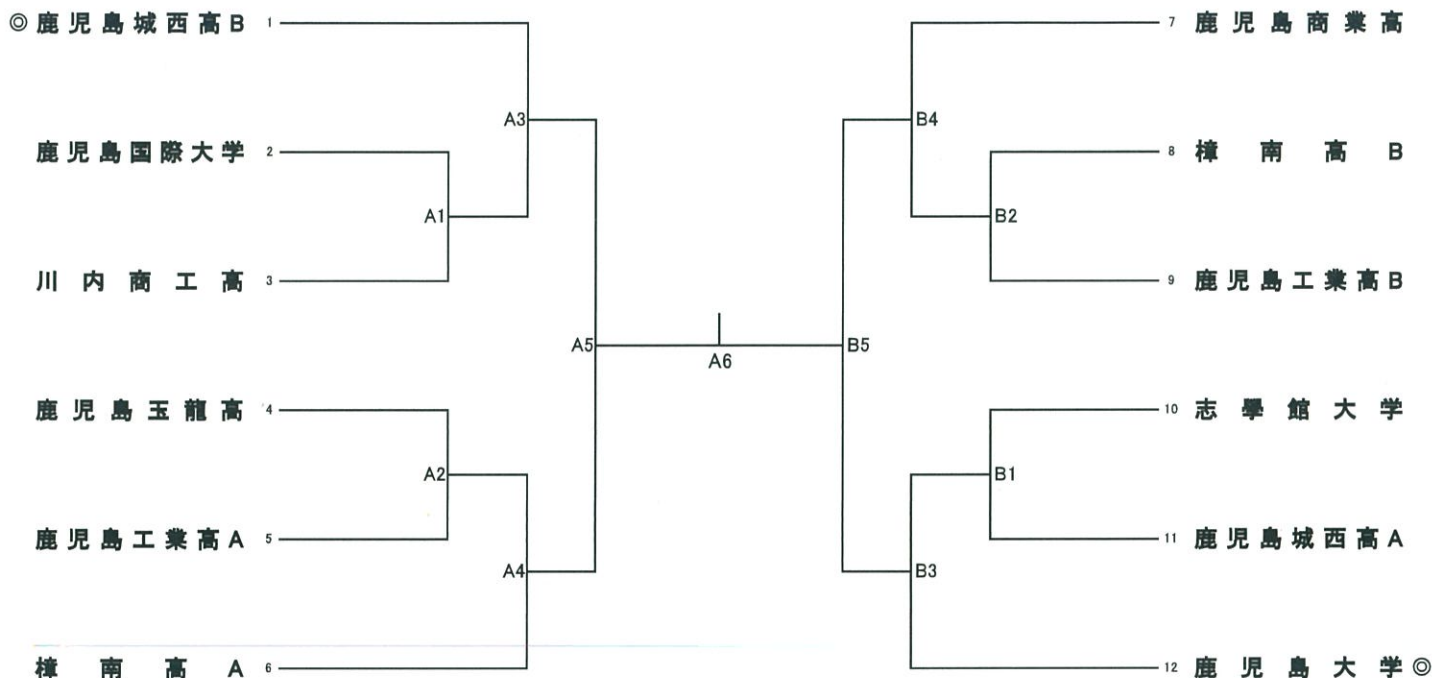 ◎ 鹿児島城西高B 1
鹿児島国際大学 2
川内商工高 3
鹿児島玉龍高 4
鹿児島工業高A 5
樟南高A 6
A1
A2
A3
A4
A5
A6
B5
B4
B3
B2
B1
7 鹿児島商業高
8 樟南高B
9 鹿児島工業高B
10 志學館大学
11 鹿児島城西高A
12 鹿児島大学 ◎